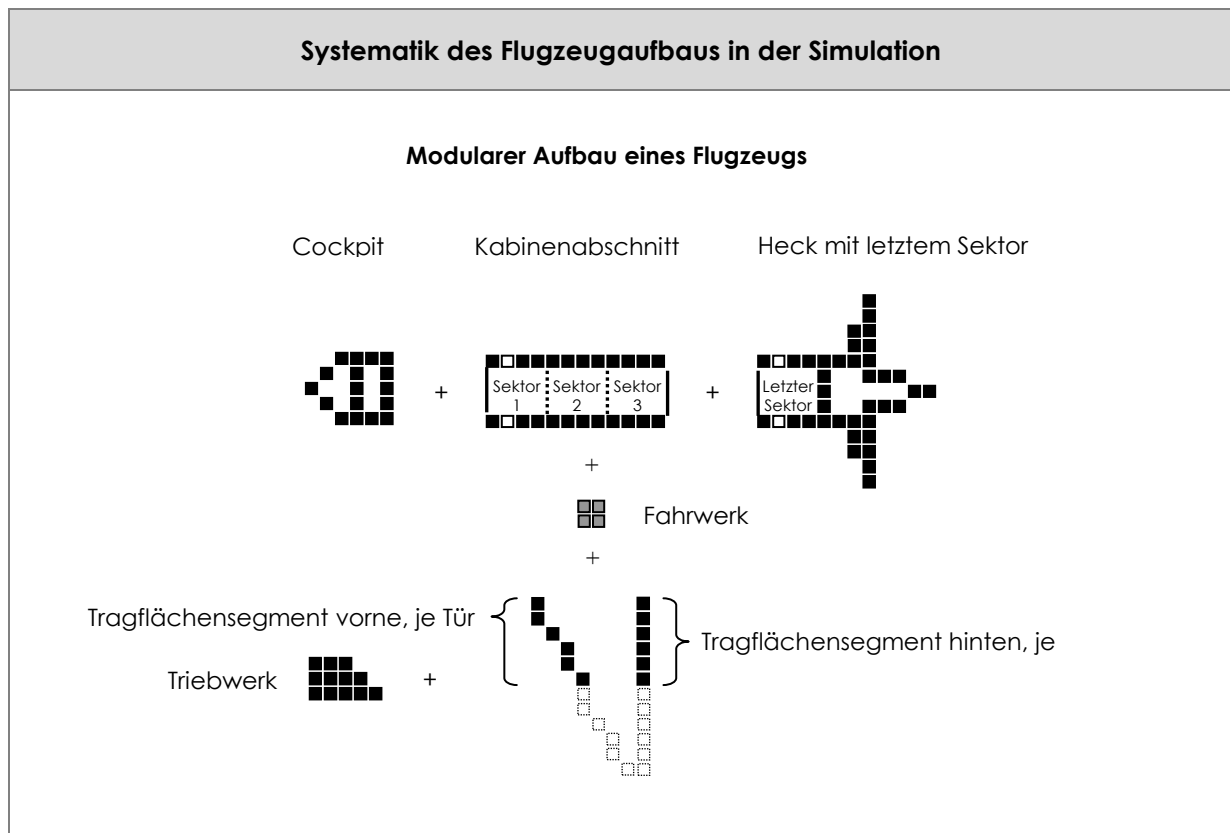 Systematik des Flugzeugaufbaus in der Simulation
Modularer Aufbau eines Flugzeugs
Cockpit
Kabinenabschnitt
Heck mit letztem Sektor
+
+
Sektor
1
Sektor
2
Sektor
3
Letzter
Sektor
+
Fahrwerk
+
Tragflächensegment vorne, je Tür
Tragflächensegment hinten, je
Triebwerk
+